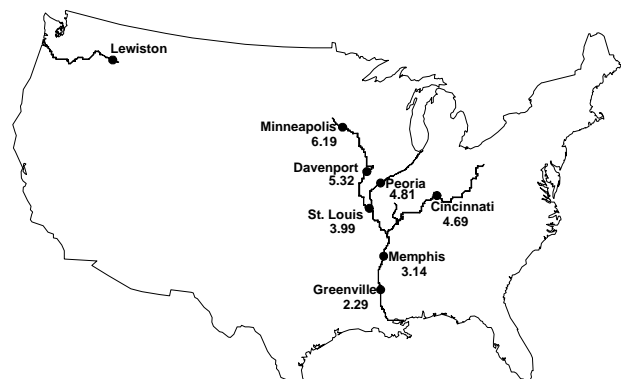 Lewiston
Minneapolis
6.19
Davenport
5.32
Peoria
4.81
Cincinnati
4.69
St. Louis
3.99
Memphis
3.14
Greenville
2.29